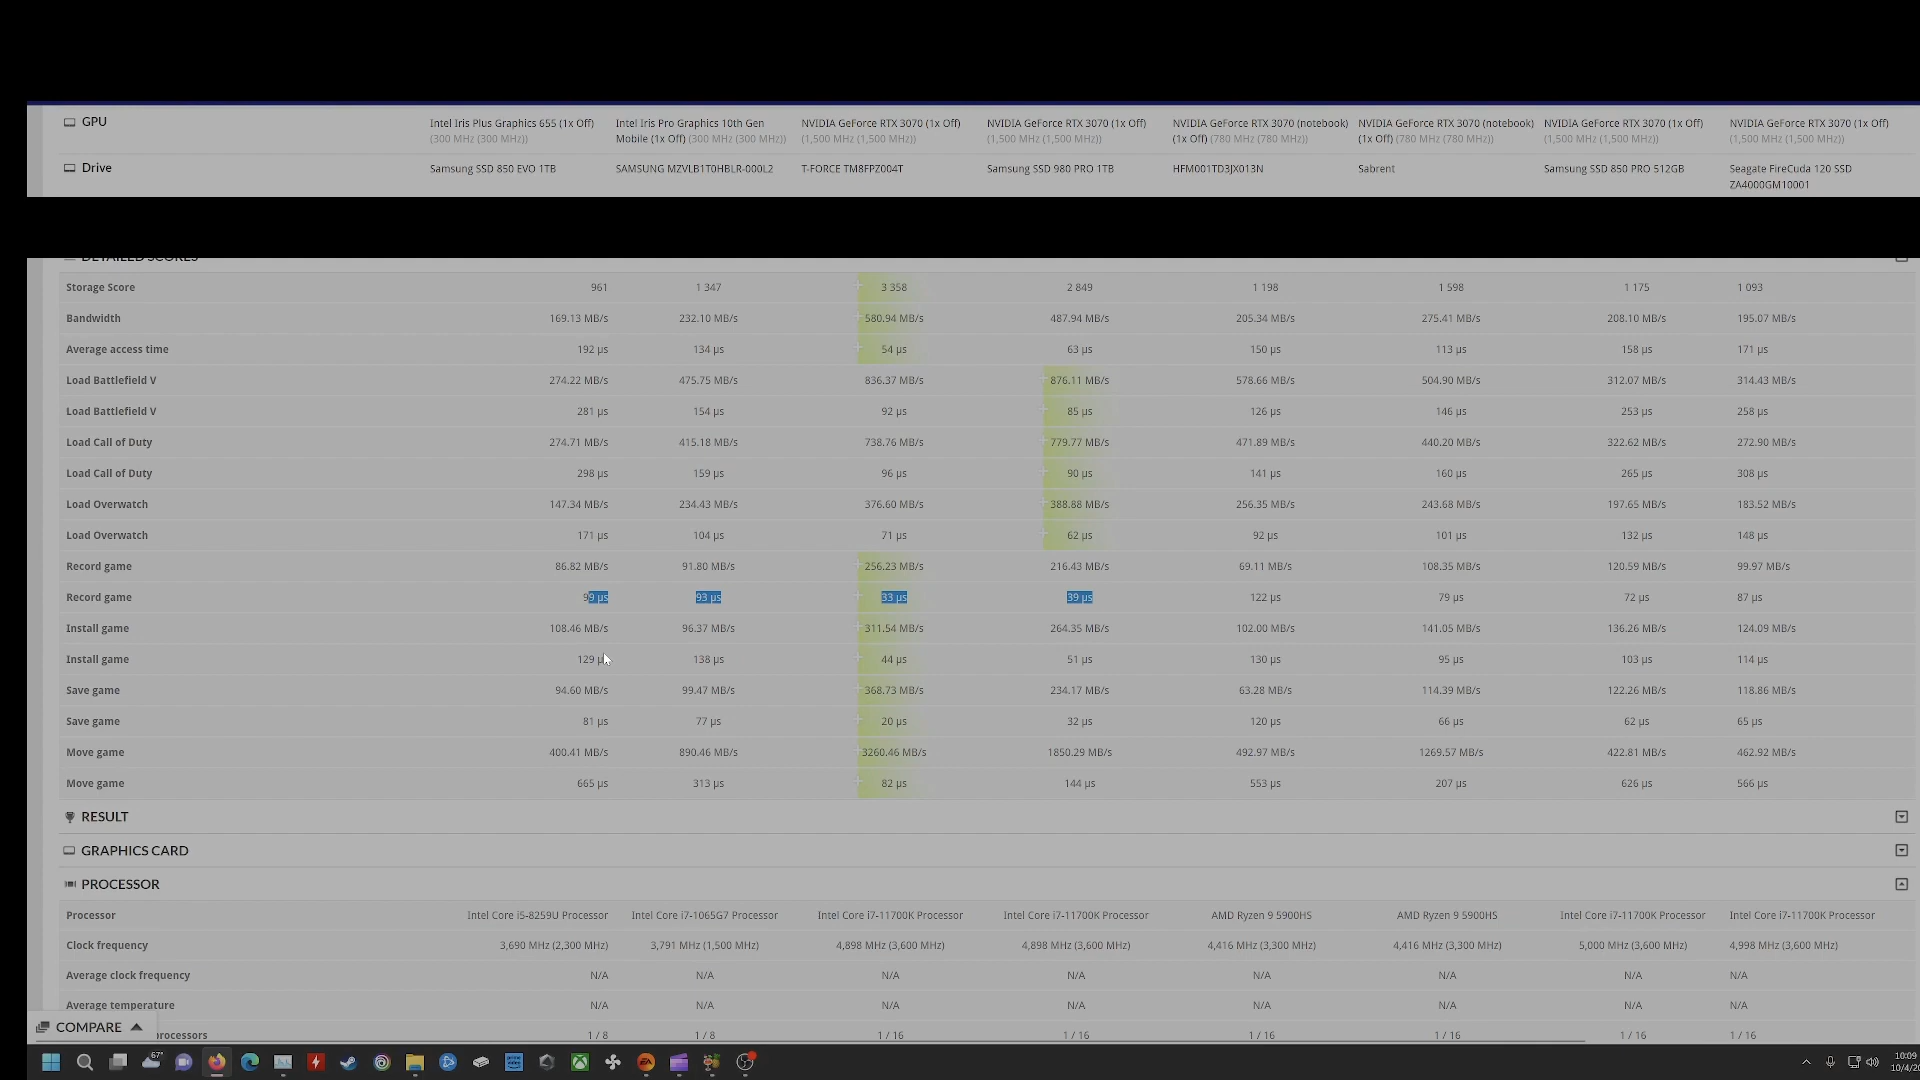 GPU Intel Iris Plus Graphics 655 (1x Off) Intel Iris Pro Graphics 10th Gen NVIDIA GeForce RTX 3070 (1x Off) NVIDIA GeForce RTX 3070 (1x Off) NVIDIA GeForce RTX 3070 (notebook) NVIDIA GeForce RTX 3070 (notebook) NVIDIA GeForce RTX 3070 (1x Off) NVIDIA GeForce RTX 3070 (1x Off)
(300 MHz (300 MHz)) Mobile (1x Off) (300 MHz (300 MHz)) (1,500 MHz (1,500 MHz)) (1,500 MHz (1,500 MHz)) (1x Off) (780 MHz (780 MHz)) (1x Off) (780 MHz (780 MHz)) (1,500 MHz (1,500 MHz)) (1,500 MHz (1,500 MHz))
Drive Samsung SSD 850 EVO 1TB SAMSUNG MZVLB1T0HBLR-000L2 T-FORCE TM8FPZ004T Samsung SSD 980 PRO 1TB HFM001TD3JX013N Sabrent Samsung SSD 850 PRO 512GB Seagate FireCuda 120 SSD
ZA4000GM10001
DETAILED SCORES
Storage Score 961 1 347 3 358 2 849 1 198 1 598 1 175 1 093
Bandwidth 169.13 MB/s 232.10 MB/s 580.94 MB/s 487.94 MB/s 205.34 MB/s 275.41 MB/s 208.10 MB/s 195.07 MB/s
Average access time 192 µs 134 µs 54 µs 63 µs 150 µs 113 µs 158 µs 171 µs
Load Battlefield V 274.22 MB/s 475.75 MB/s 836.37 MB/s 876.11 MB/s 578.66 MB/s 504.90 MB/s 312.07 MB/s 314.43 MB/s
Load Battlefield V 281 µs 154 µs 92 µs 85 µs 126 µs 146 µs 253 µs 258 µs
Load Call of Duty 274.71 MB/s 415.18 MB/s 738.76 MB/s 779.77 MB/s 471.89 MB/s 440.20 MB/s 322.62 MB/s 272.90 MB/s
Load Call of Duty 298 µs 159 µs 96 µs 90 µs 141 µs 160 µs 265 µs 308 µs
Load Overwatch 147.34 MB/s 234.43 MB/s 376.60 MB/s 388.88 MB/s 256.35 MB/s 243.68 MB/s 197.65 MB/s 183.52 MB/s
Load Overwatch 171 µs 104 µs 71 µs 62 µs 92 µs 101 µs 132 µs 148 µs
Record game 86.82 MB/s 91.80 MB/s 256.23 MB/s 216.43 MB/s 69.11 MB/s 108.35 MB/s 120.59 MB/s 99.97 MB/s
Record game 99 µs 93 µs 33 µs 39 µs 122 µs 79 µs 72 µs 87 µs
Install game 108.46 MB/s 96.37 MB/s 311.54 MB/s 264.35 MB/s 102.00 MB/s 141.05 MB/s 136.26 MB/s 124.09 MB/s
Install game 129 µs 138 µs 44 µs 51 µs 130 µs 95 µs 103 µs 114 µs
Save game 94.60 MB/s 99.47 MB/s 368.73 MB/s 234.17 MB/s 63.28 MB/s 114.39 MB/s 122.26 MB/s 118.86 MB/s
Save game 81 µs 77 µs 20 µs 32 µs 120 µs 66 µs 62 µs 65 µs
Move game 400.41 MB/s 890.46 MB/s 3260.46 MB/s 1850.29 MB/s 492.97 MB/s 1269.57 MB/s 422.81 MB/s 462.92 MB/s
Move game 665 µs 313 µs 82 µs 144 µs 553 µs 207 µs 626 µs 566 µs
RESULT
GRAPHICS CARD
PROCESSOR
Processor Intel Core i5-8259U Processor Intel Core i7-1065G7 Processor Intel Core i7-11700K Processor Intel Core i7-11700K Processor AMD Ryzen 9 5900HS AMD Ryzen 9 5900HS Intel Core i7-11700K Processor Intel Core i7-11700K Processor
Clock frequency 3,690 MHz (2,300 MHz) 3,791 MHz (1,500 MHz) 4,898 MHz (3,600 MHz) 4,898 MHz (3,600 MHz) 4,416 MHz (3,300 MHz) 4,416 MHz (3,300 MHz) 5,000 MHz (3,600 MHz) 4,998 MHz (3,600 MHz)
Average clock frequency N/A N/A N/A N/A N/A N/A N/A N/A
Average temperature N/A N/A N/A N/A N/A N/A N/A N/A
COMPARE rocessors 1 / 8 1 / 8 1 / 16 1 / 16 1 / 16 1 / 16 1 / 16 1 / 16
67°
10:09
10/4/20